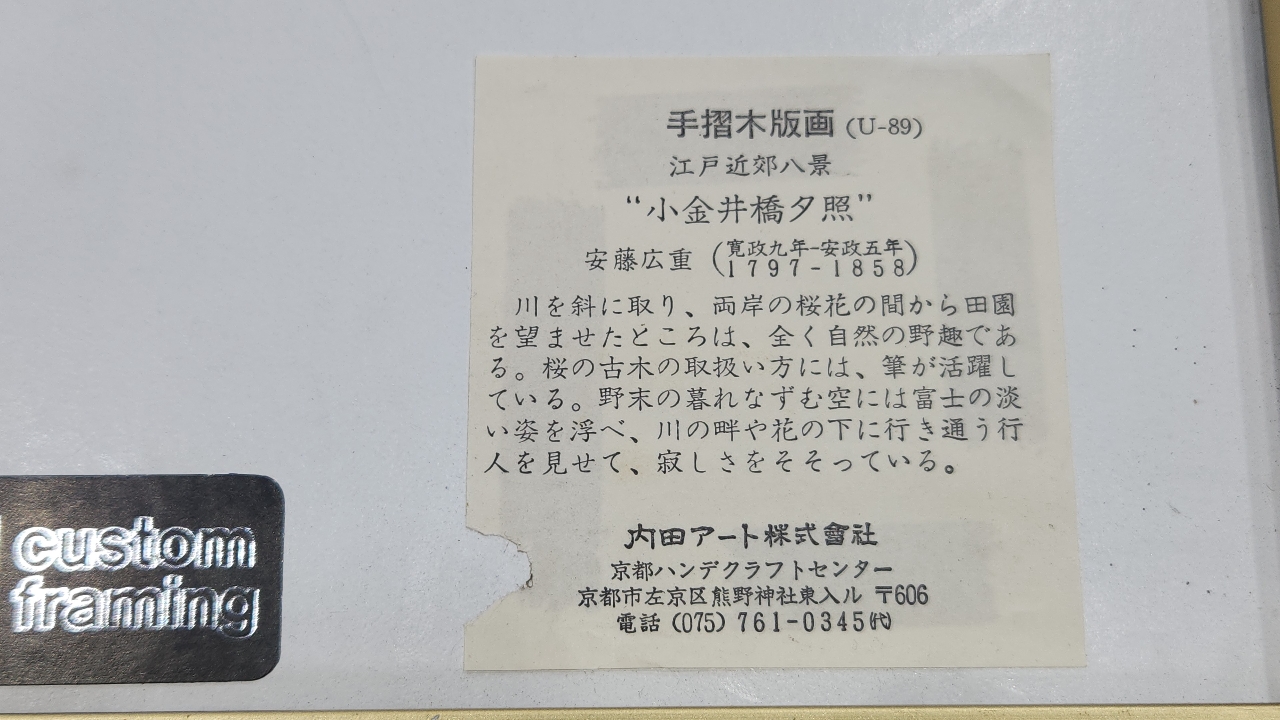 手摺木版画 (U-89)
江戸近郊八景
“小金井橋夕照”
安藤広重 (寛政九年-安政五年
1797-1858)
川を斜に取り、両岸の桜花の間から田園
を望ませたところは、全く自然の野趣であ
る。桜の古木の取扱い方には、筆が活躍し
ている。野末の暮れなずむ空には富士の淡
い姿を浮べ、川の畔や花の下に行き通う行
人を見せて、寂しさをそそっている。
内田アート株式會社
京都ハンデクラフトセンター
京都市左京区熊野神社東入ル 〒606
電話 (075) 761-0345㈹
custom
framing